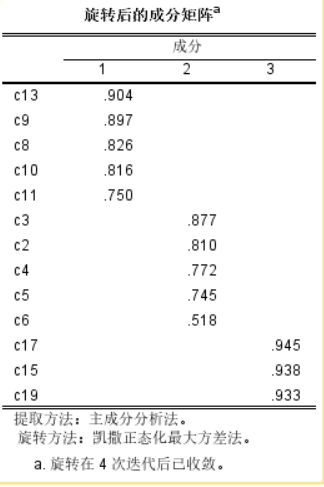 旋转后的成分矩阵a
成分
1 2 3
c13 .904
c9 .897
c8 .826
c10 .816
c11 .750
c3 .877
c2 .810
c4 .772
c5 .745
c6 .518
c17 .945
c15 .938
c19 .933
提取方法：主成分分析法。
旋转方法：凯撒正态化最大方差法。
a. 旋转在 4 次迭代后已收敛。